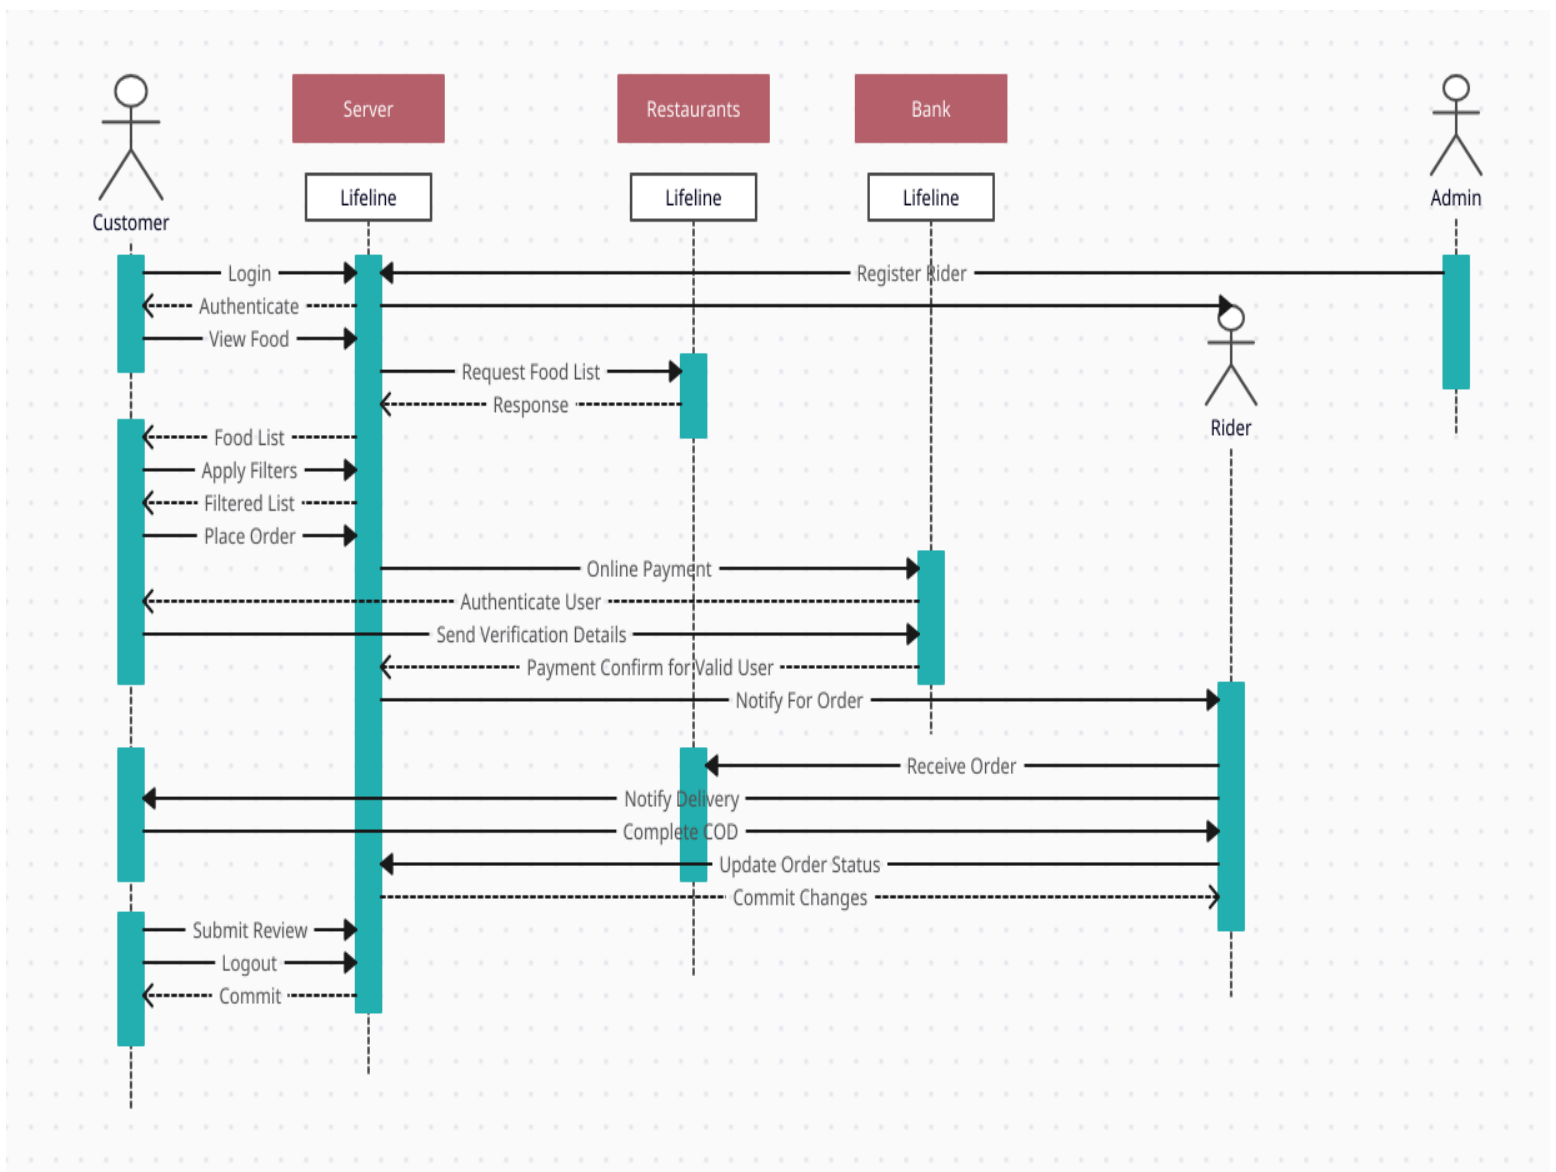 Server
Restaurants
Bank
Lifeline
Lifeline
Lifeline
Admin
Customer
Login
Register Rider
Authenticate
View Food
Request Food List
Response
Rider
Food List
Apply Filters
Filtered List
Place Order
Online Payment
Authenticate User
Send Verification Details
Payment Confirm for Valid User
Notify For Order
Receive Order
Notify Delivery
Complete COD
Update Order Status
Commit Changes
Submit Review
Logout
Commit